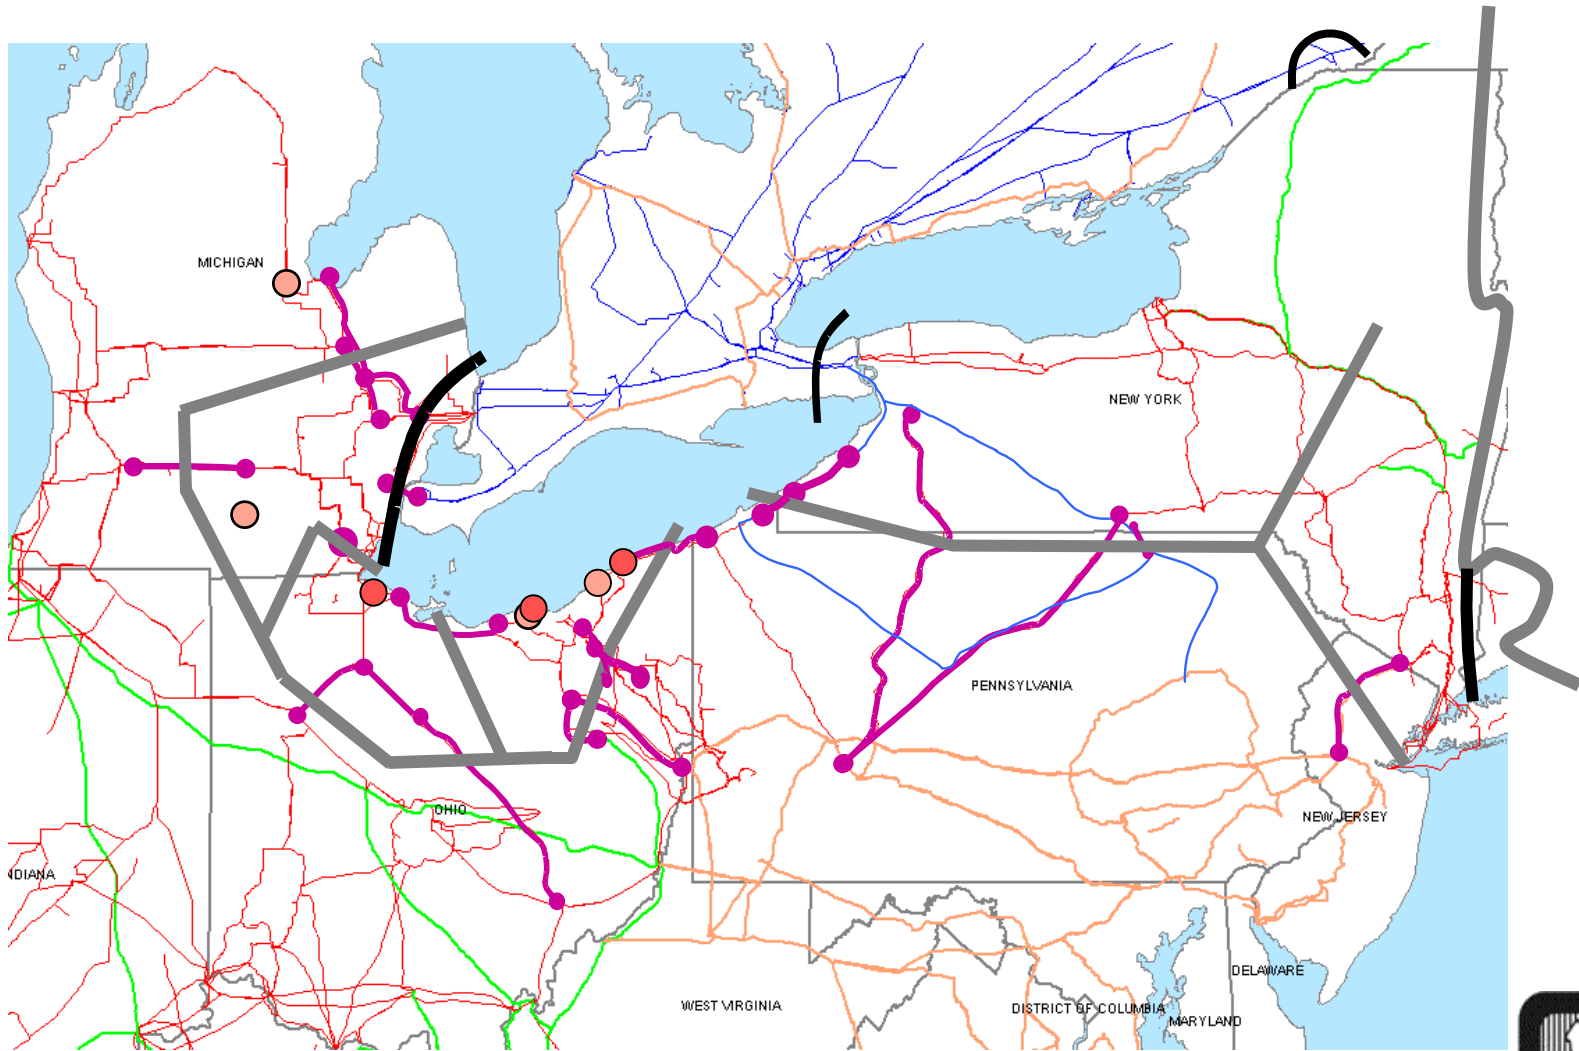 MICHIGAN
NEW YORK
PENNSYLVANIA
OHIO
NEW JERSEY
NDIANA
DELAWARE
WEST VIRGINIA
DISTRICT OF COLUMBIA
MARYLAND